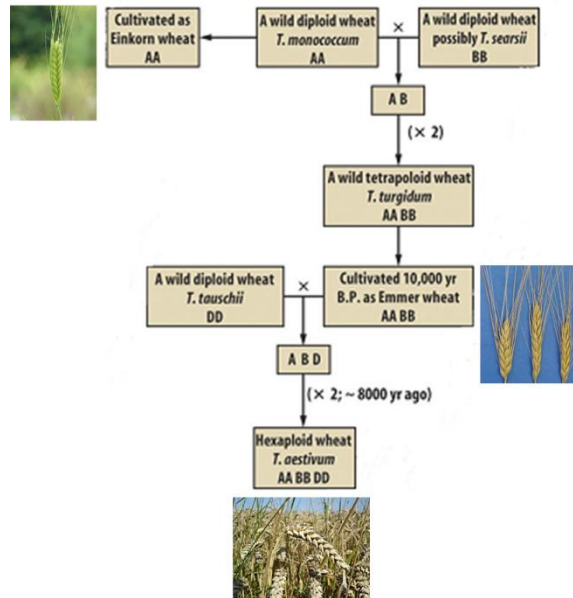 Cultivated as
Einkorn wheat
AA
A wild diploid wheat
T. monococcum
AA
×
A wild diploid wheat
possibly T. searsii
BB
A B
(× 2)
A wild tetrapoloid wheat
T. turgidum
AA BB
A wild diploid wheat
T. tauschii
DD
×
Cultivated 10,000 yr
B.P. as Emmer wheat
AA BB
A B D
(× 2; ~ 8000 yr ago)
Hexaploid wheat
T. aestivum
AA BB DD